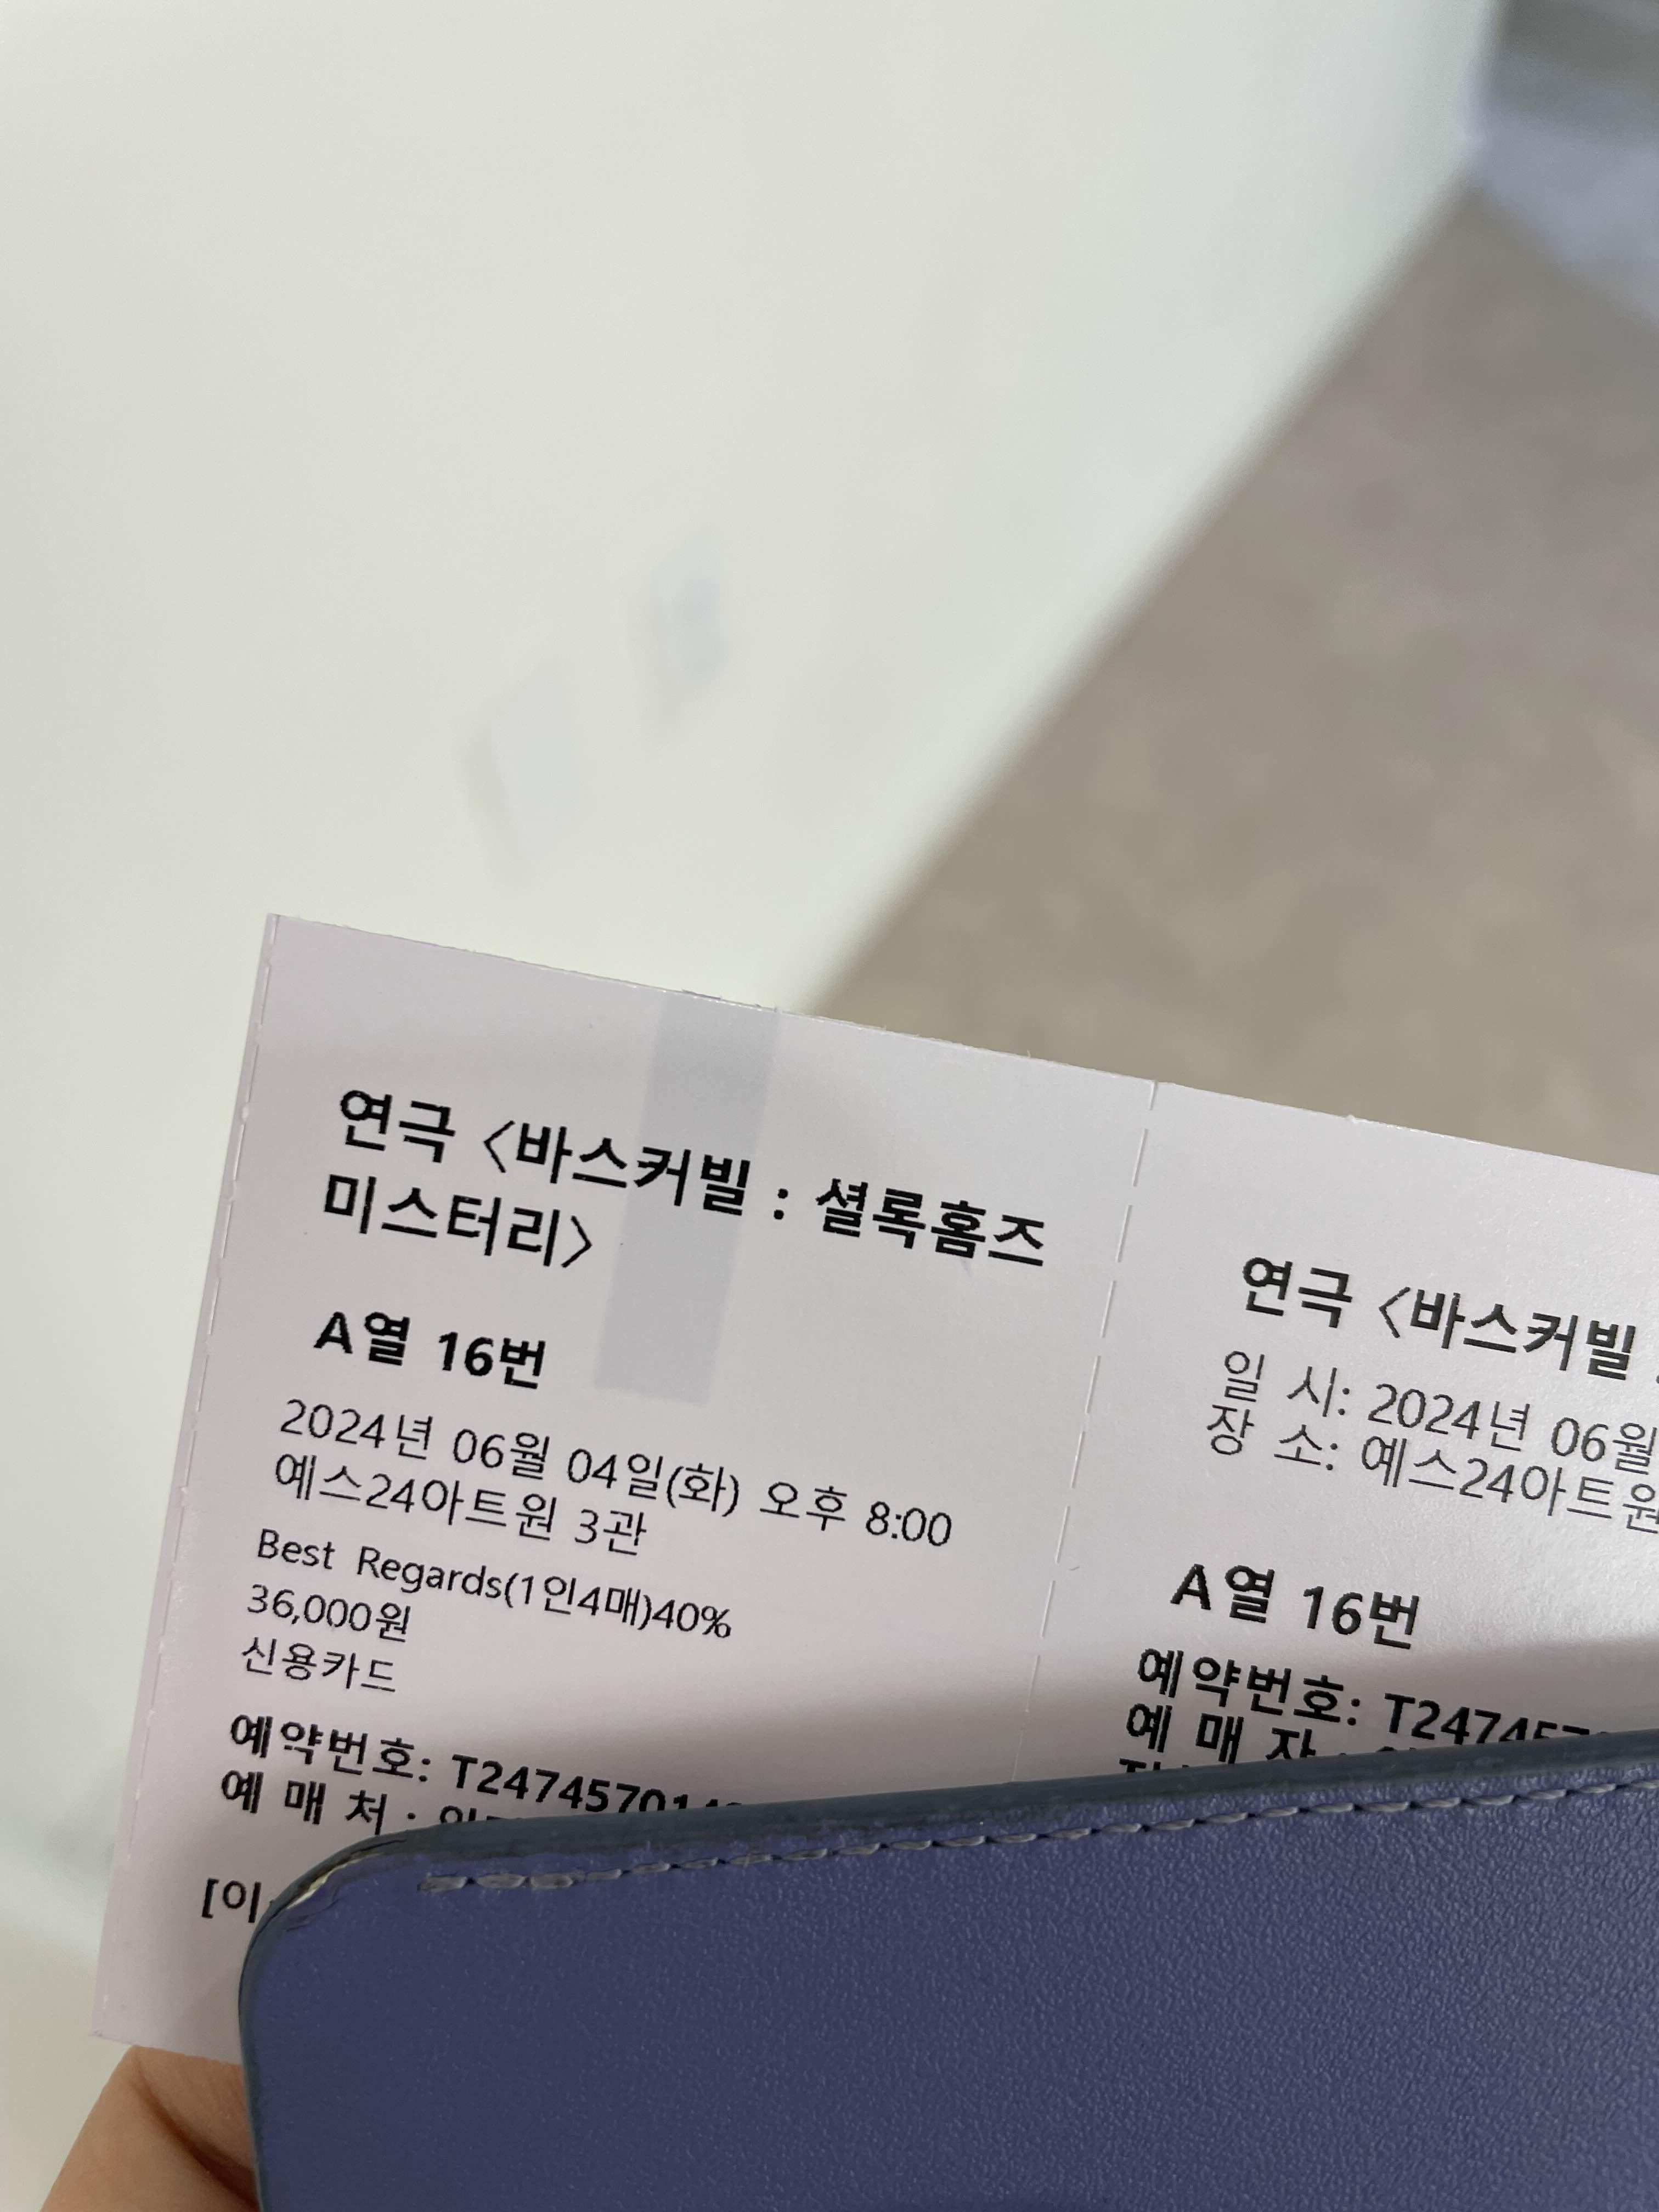 연극 <바스커빌 : 셜록홈즈
미스터리>
A열 16번
2024년 06월 04일(화) 오후 8:00
예스24아트원 3관
Best Regards(1인4매)40%
36,000원
신용카드
예약번호:
예 매 처 :
연극 <바스커빌
일 시: 2024년 06월
장 소: 예스24아트원
A열 16번
예약번호:
예 매 자 :